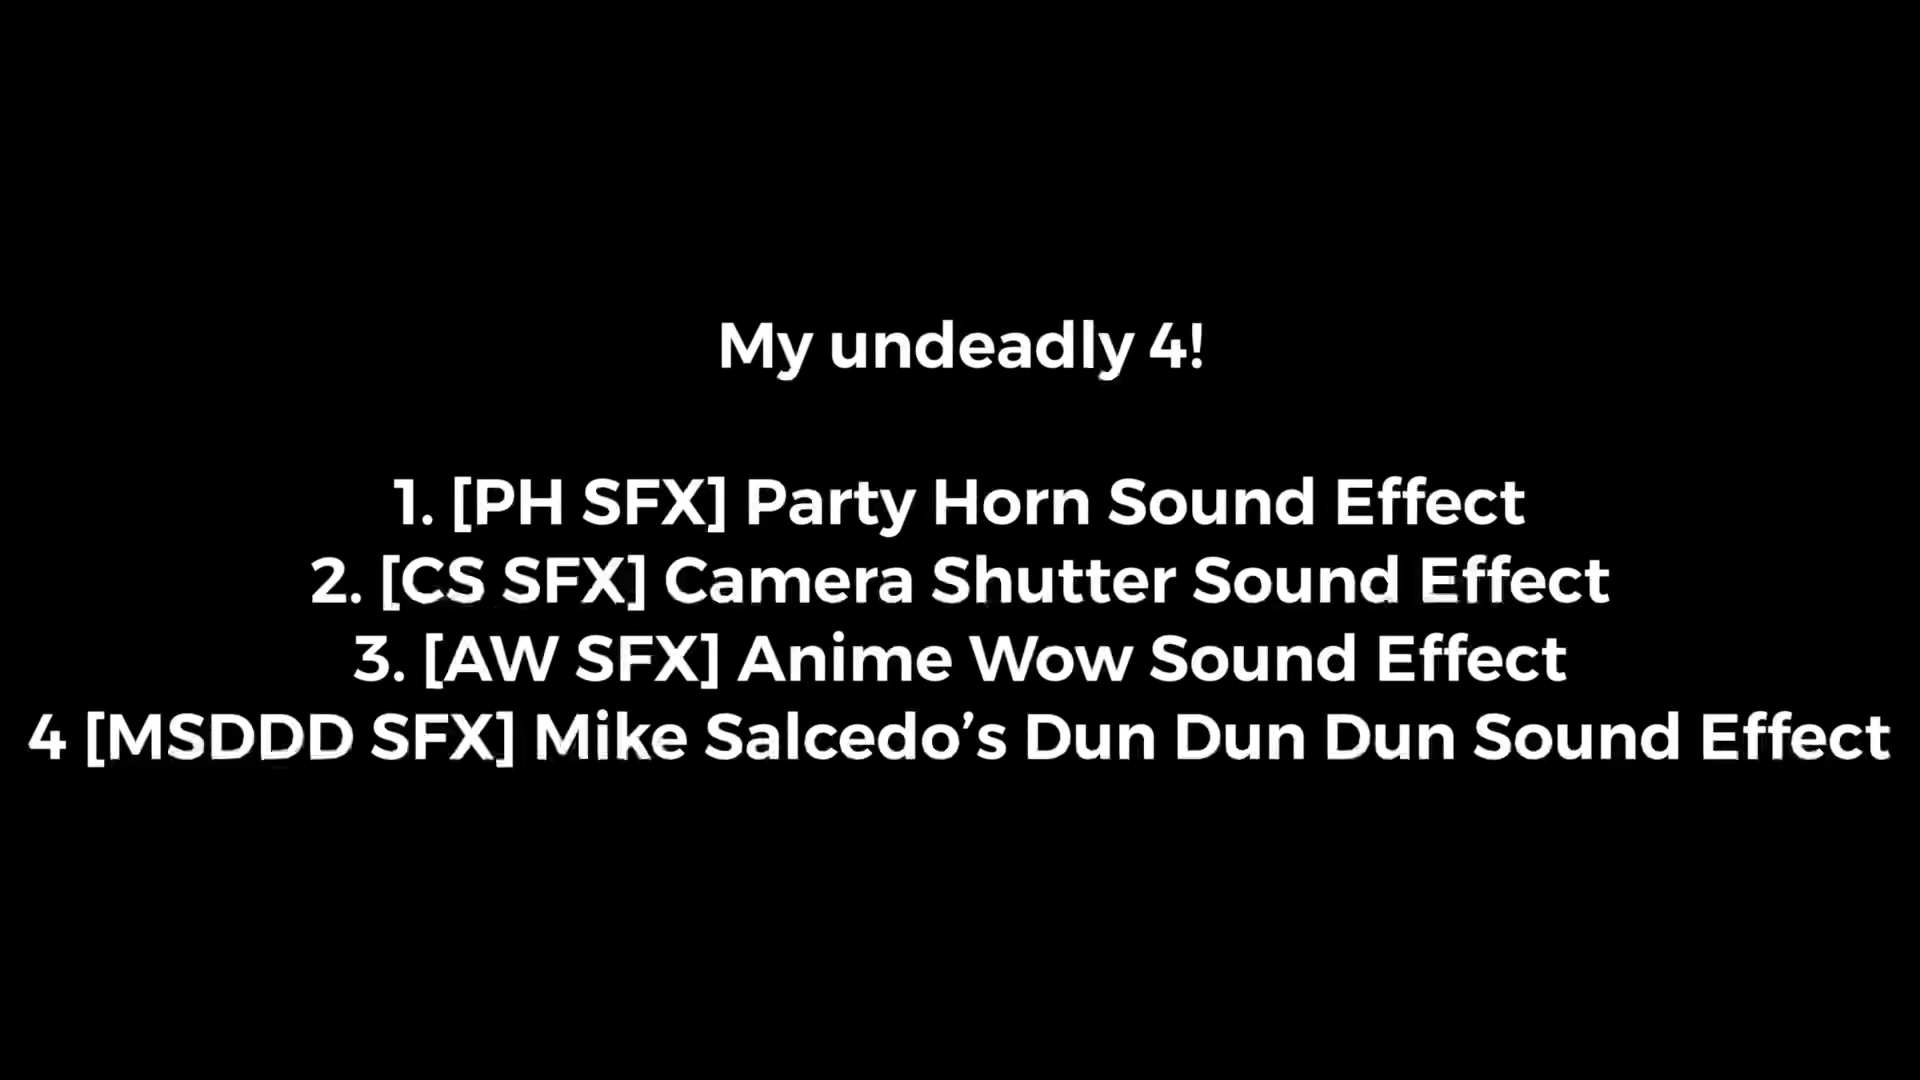 My undeadly 4!
1. [PH SFX] Party Horn Sound Effect
2. [CS SFX] Camera Shutter Sound Effect
3. [AW SFX] Anime Wow Sound Effect
4 [MSDDD SFX] Mike Salcedo’s Dun Dun Dun Sound Effect